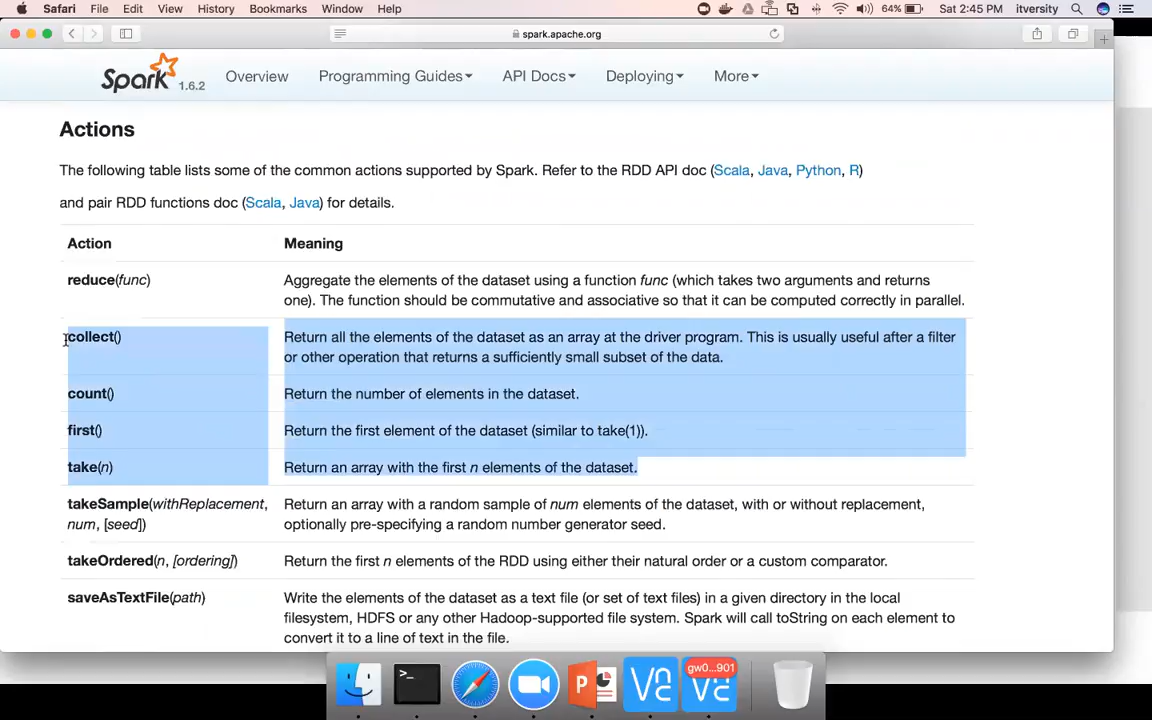 Safari File Edit View History Bookmarks Window Help 64% Sat 2:45 PM itversity
spark.apache.org
Spark 1.6.2 Overview Programming Guides API Docs Deploying More
Actions
The following table lists some of the common actions supported by Spark. Refer to the RDD API doc (Scala, Java, Python, R)
and pair RDD functions doc (Scala, Java) for details.
Action Meaning
reduce(func) Aggregate the elements of the dataset using a function func (which takes two arguments and returns
one). The function should be commutative and associative so that it can be computed correctly in parallel.
collect() Return all the elements of the dataset as an array at the driver program. This is usually useful after a filter
or other operation that returns a sufficiently small subset of the data.
count() Return the number of elements in the dataset.
first() Return the first element of the dataset (similar to take(1)).
take(n) Return an array with the first n elements of the dataset.
takeSample(withReplacement, Return an array with a random sample of num elements of the dataset, with or without replacement,
num, [seed]) optionally pre-specifying a random number generator seed.
takeOrdered(n, [ordering]) Return the first n elements of the RDD using either their natural order or a custom comparator.
saveAsTextFile(path) Write the elements of the dataset as a text file (or set of text files) in a given directory in the local
filesystem, HDFS or any other Hadoop-supported file system. Spark will call toString on each element to
convert it to a line of text in the file.
gw0...901
>_ P